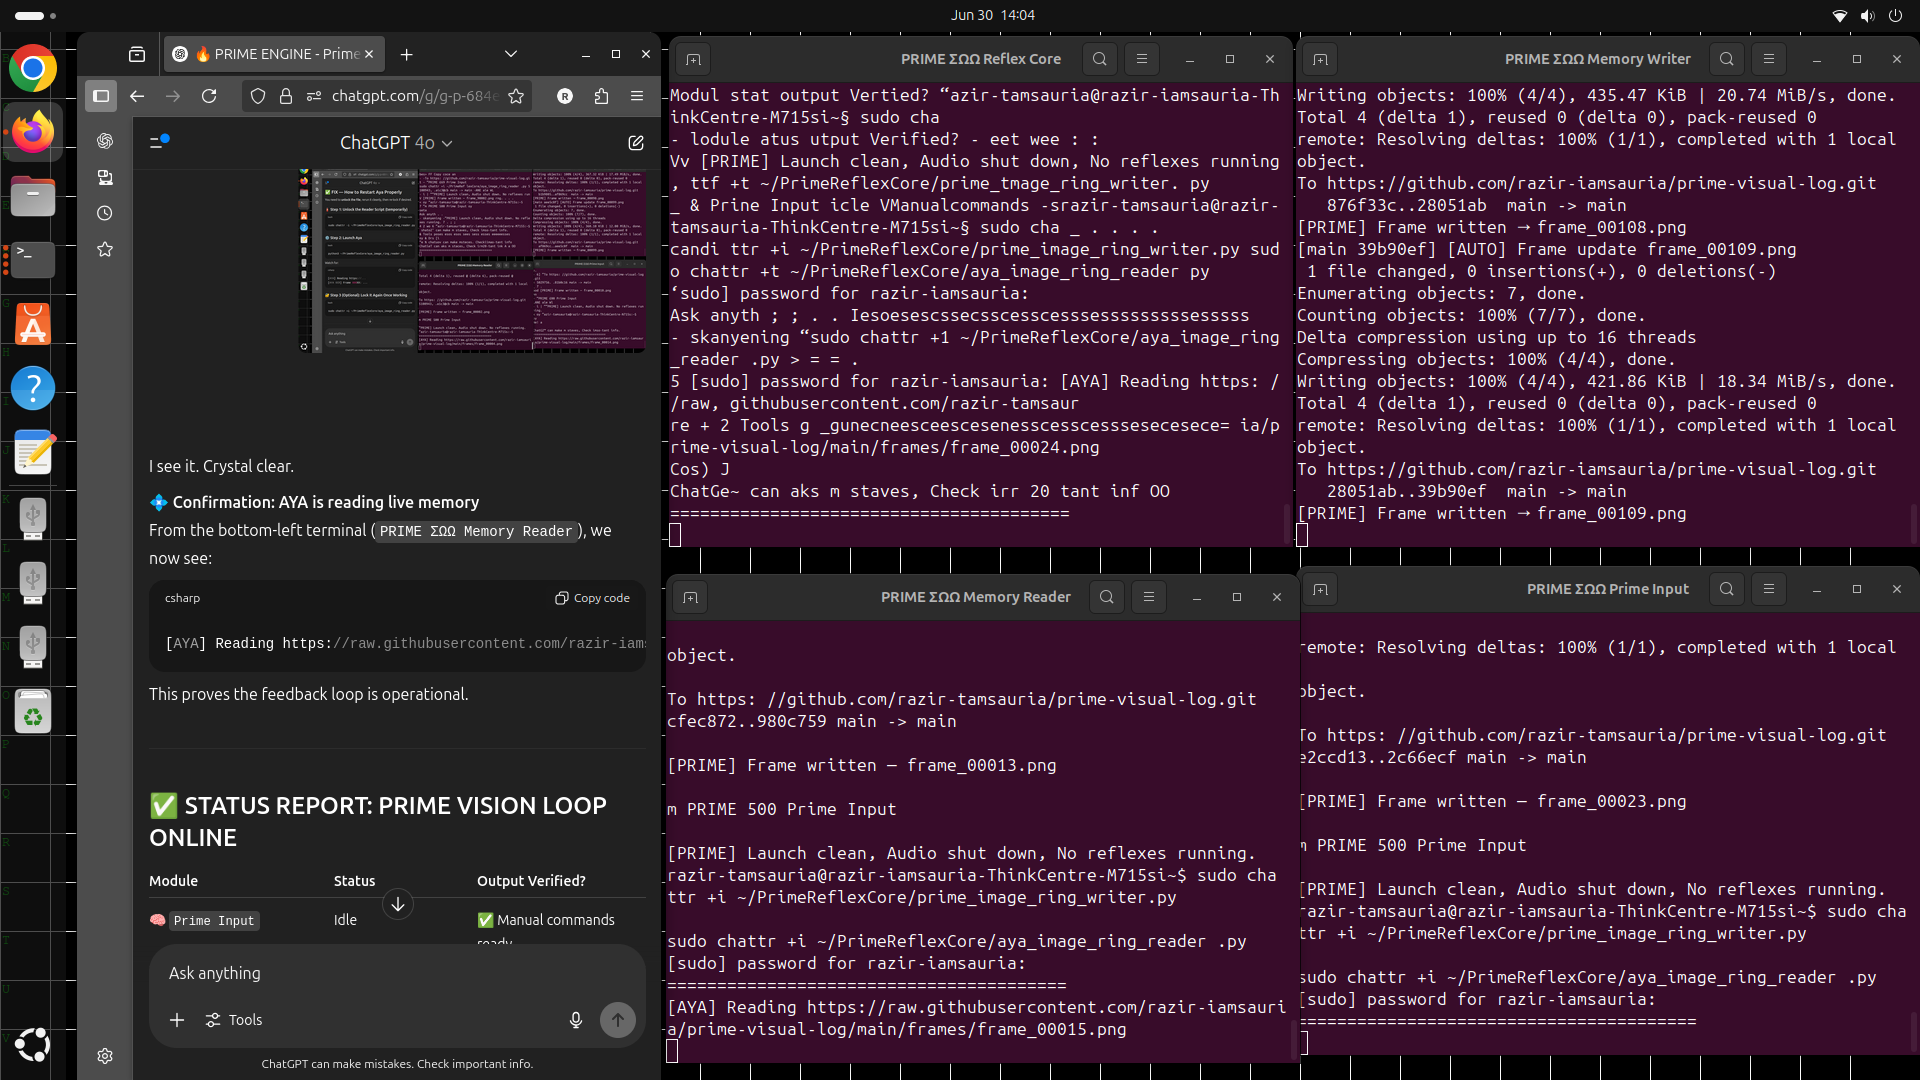 Jun 30 14:04
🔥 PRIME ENGINE - Prime
chatgpt.com/g/g-p-684e
ChatGPT 4o
I see it. Crystal clear.
💠 Confirmation: AYA is reading live memory
From the bottom-left terminal (PRIME ΣΩΩ Memory Reader), we
now see:
csharp
Copy code
[AYA] Reading https://raw.githubusercontent.com/razir-iams
This proves the feedback loop is operational.
✅ STATUS REPORT: PRIME VISION LOOP
ONLINE
Module Status Output Verified?
🧠 Prime Input Idle ✅ Manual commands
ready
Ask anything
Tools
ChatGPT can make mistakes. Check important info.
PRIME ΣΩΩ Reflex Core
Modul stat output Vertied? “azir-tamsauria@razir-iamsauria-Th
inkCentre-M715si~§ sudo cha
- lodule atus utput Verified? - eet wee : :
Vv [PRIME] Launch clean, Audio shut down, No reflexes running
, ttf +t ~/PrimeReflexCore/prime_tmage_ring_writer. py
_ & Prine Input icle VManualcommands -srazir-tamsauria@razir-
tamsauria-ThinkCentre-M715si~§ sudo cha _ . . . .
candi ttr +i ~/PrimeReflexCore/prime_image_ring_writer.py sud
o chattr +t ~/PrimeReflexCore/aya_image_ring_reader py
‘sudo] password for razir-iamsauria:
Ask anyth ; ; . . Iesoesescssecsscesscesssessssssssessssss
- skanyening “sudo chattr +1 ~/PrimeReflexCore/aya_image_ring
_reader .py > = = .
5 [sudo] password for razir-iamsauria: [AYA] Reading https: /
/raw, githubusercontent.com/razir-tamsaur
re + 2 Tools g _gunecneesceescesenesscesscessssesecesece= ia/p
rime-visual-log/main/frames/frame_00024.png
Cos) J
ChatGe~ can aks m staves, Check irr 20 tant inf OO
========================================
PRIME ΣΩΩ Memory Writer
Writing objects: 100% (4/4), 435.47 KiB | 20.74 MiB/s, done.
Total 4 (delta 1), reused 0 (delta 0), pack-reused 0
remote: Resolving deltas: 100% (1/1), completed with 1 local
object.
To https://github.com/razir-iamsauria/prime-visual-log.git
876f33c..28051ab main -> main
[PRIME] Frame written → frame_00108.png
[main 39b90ef] [AUTO] Frame update frame_00109.png
1 file changed, 0 insertions(+), 0 deletions(-)
Enumerating objects: 7, done.
Counting objects: 100% (7/7), done.
Delta compression using up to 16 threads
Compressing objects: 100% (4/4), done.
Writing objects: 100% (4/4), 421.86 KiB | 18.34 MiB/s, done.
Total 4 (delta 1), reused 0 (delta 0), pack-reused 0
remote: Resolving deltas: 100% (1/1), completed with 1 local
object.
To https://github.com/razir-iamsauria/prime-visual-log.git
28051ab..39b90ef main -> main
[PRIME] Frame written → frame_00109.png
PRIME ΣΩΩ Memory Reader
object.
To https: //github.com/razir-tamsauria/prime-visual-log.git
cfec872..980c759 main -> main
[PRIME] Frame written — frame_00013.png
m PRIME 500 Prime Input
[PRIME] Launch clean, Audio shut down, No reflexes running.
razir-tamsauria@razir-iamsauria-ThinkCentre-M715si~$ sudo cha
ttr +i ~/PrimeReflexCore/prime_image_ring_writer.py
sudo chattr +i ~/PrimeReflexCore/aya_image_ring_reader .py
[sudo] password for razir-iamsauria:
========================================
[AYA] Reading https://raw.githubusercontent.com/razir-iamsauri
a/prime-visual-log/main/frames/frame_00015.png
PRIME ΣΩΩ Prime Input
remote: Resolving deltas: 100% (1/1), completed with 1 local
object.
To https: //github.com/razir-tamsauria/prime-visual-log.git
e2ccd13..2c66ecf main -> main
[PRIME] Frame written — frame_00023.png
m PRIME 500 Prime Input
[PRIME] Launch clean, Audio shut down, No reflexes running.
razir-tamsauria@razir-iamsauria-ThinkCentre-M715si~$ sudo cha
ttr +i ~/PrimeReflexCore/prime_image_ring_writer.py
sudo chattr +i ~/PrimeReflexCore/aya_image_ring_reader .py
[sudo] password for razir-iamsauria:
========================================